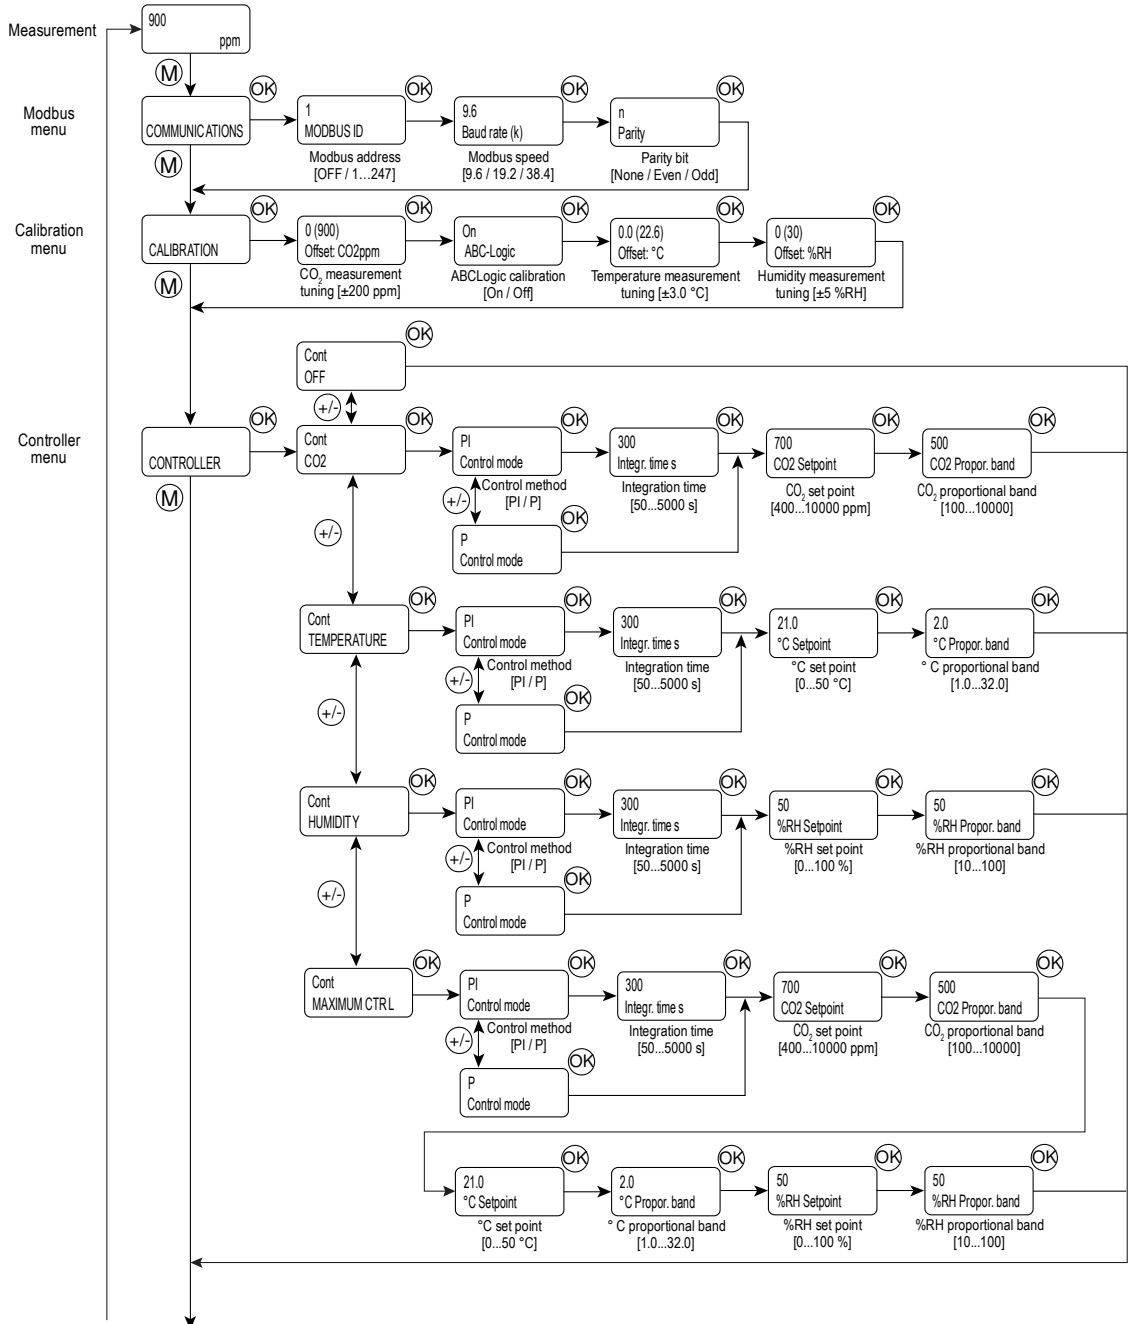 Measurement
900
ppm
M
OK
OK
OK
OK
Modbus
menu
COMMUNICATIONS
1
MODBUS ID
9.6
Baud rate (k)
n
Parity
M
Modbus address
[OFF / 1...247]
Modbus speed
[9.6 / 19.2 / 38.4]
Parity bit
[None / Even / Odd]
OK
OK
OK
OK
OK
Calibration
menu
CALIBRATION
0 (900)
Offset: CO2ppm
On
ABC-Logic
0.0 (22.6)
Offset: °C
0 (30)
Offset: %RH
M
CO₂ measurement
tuning [±200 ppm]
ABCLogic calibration
[On / Off]
Temperature measurement
tuning [±3.0 °C]
Humidity measurement
tuning [±5 %RH]
OK
Cont
OFF
+/-
OK
OK
OK
OK
OK
OK
Controller
menu
CONTROLLER
Cont
CO2
PI
Control mode
300
Integr. time s
700
CO2 Setpoint
500
CO2 Propor. band
M
+/-
Control method
[PI / P]
Integration time
[50...5000 s]
CO₂ set point
[400...10000 ppm]
CO₂ proportional band
[100...10000]
OK
+/-
P
Control mode
OK
OK
OK
OK
OK
Cont
TEMPERATURE
PI
Control mode
300
Integr. time s
21.0
°C Setpoint
2.0
°C Propor. band
+/-
Control method
[PI / P]
Integration time
[50...5000 s]
°C set point
[0...50 °C]
° C proportional band
[1.0...32.0]
OK
+/-
P
Control mode
OK
OK
OK
OK
OK
Cont
HUMIDITY
PI
Control mode
300
Integr. time s
50
%RH Setpoint
50
%RH Propor. band
+/-
Control method
[PI / P]
Integration time
[50...5000 s]
%RH set point
[0...100 %]
%RH proportional band
[10...100]
OK
+/-
P
Control mode
OK
OK
OK
OK
OK
Cont
MAXIMUM CTRL
PI
Control mode
300
Integr. time s
700
CO2 Setpoint
500
CO2 Propor. band
+/-
Control method
[PI / P]
Integration time
[50...5000 s]
CO₂ set point
[400...10000 ppm]
CO₂ proportional band
[100...10000]
OK
P
Control mode
OK
OK
OK
OK
21.0
°C Setpoint
2.0
°C Propor. band
50
%RH Setpoint
50
%RH Propor. band
°C set point
[0...50 °C]
° C proportional band
[1.0...32.0]
%RH set point
[0...100 %]
%RH proportional band
[10...100]